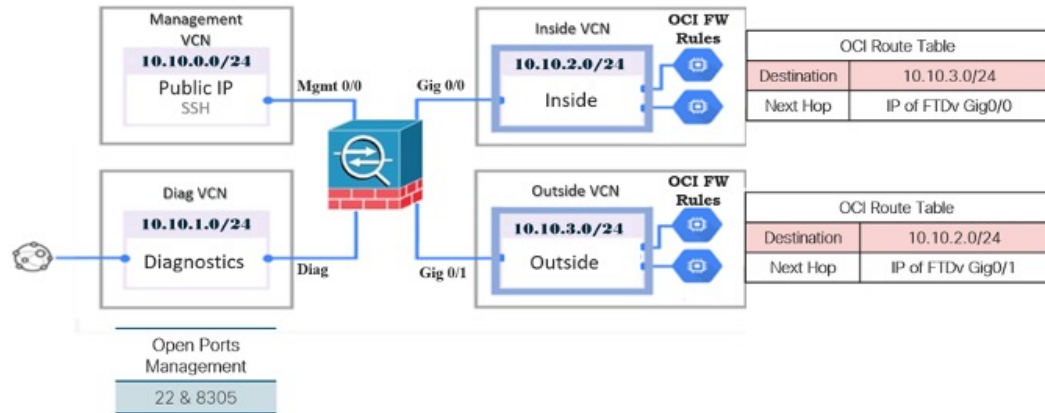 Management
VCN
10.10.0.0/24
Public IP
SSH
Mgmt 0/0
Gig 0/0
Inside VCN
10.10.2.0/24
Inside
OCI FW
Rules
OCI Route Table
Destination 10.10.3.0/24
Next Hop IP of FTDv Gig0/0
Diag VCN
10.10.1.0/24
Diagnostics
Diag
Gig 0/1
Outside VCN
10.10.3.0/24
Outside
OCI FW
Rules
OCI Route Table
Destination 10.10.2.0/24
Next Hop IP of FTDv Gig0/1
Open Ports
Management
22 & 8305